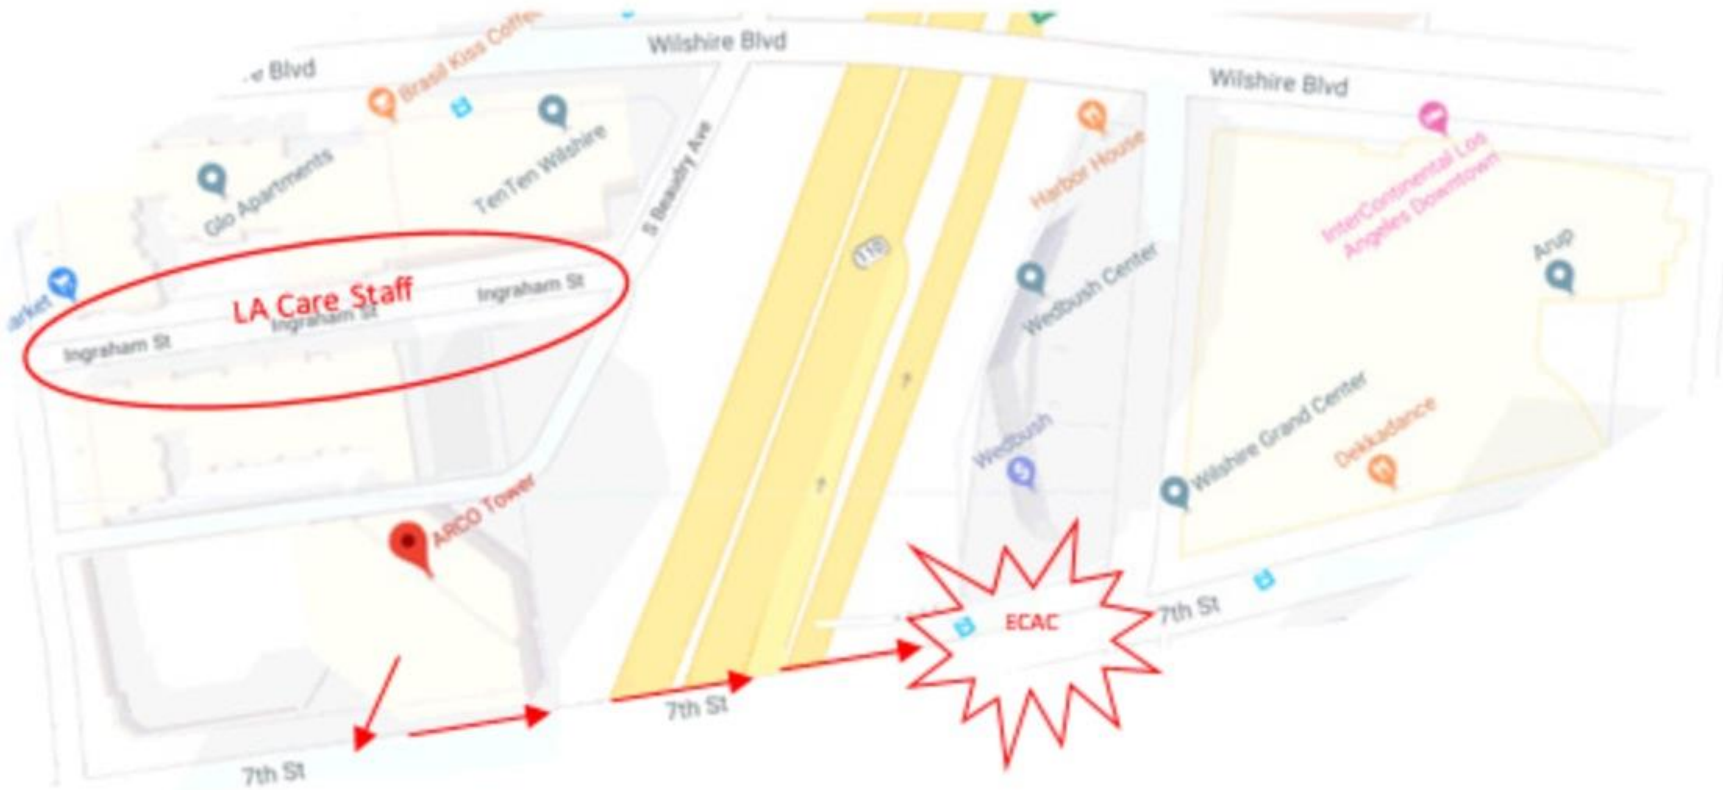 Wilshire Blvd
Blvd
Brasil Kiss Coffee
Wilshire Blvd
InterContinental Los
Angeles Downtown
Harbor House
TenTen Wilshire
Glo Apartments
S Beaudry Ave
110
Arup
Wedbush Center
Ingraham St
LA Care Staff
Ingraham St
Ingraham St
Wedbush
Wilshire Grand Center
Dekkadance
ARCO Tower
ECAC
7th St
7th St
7th St